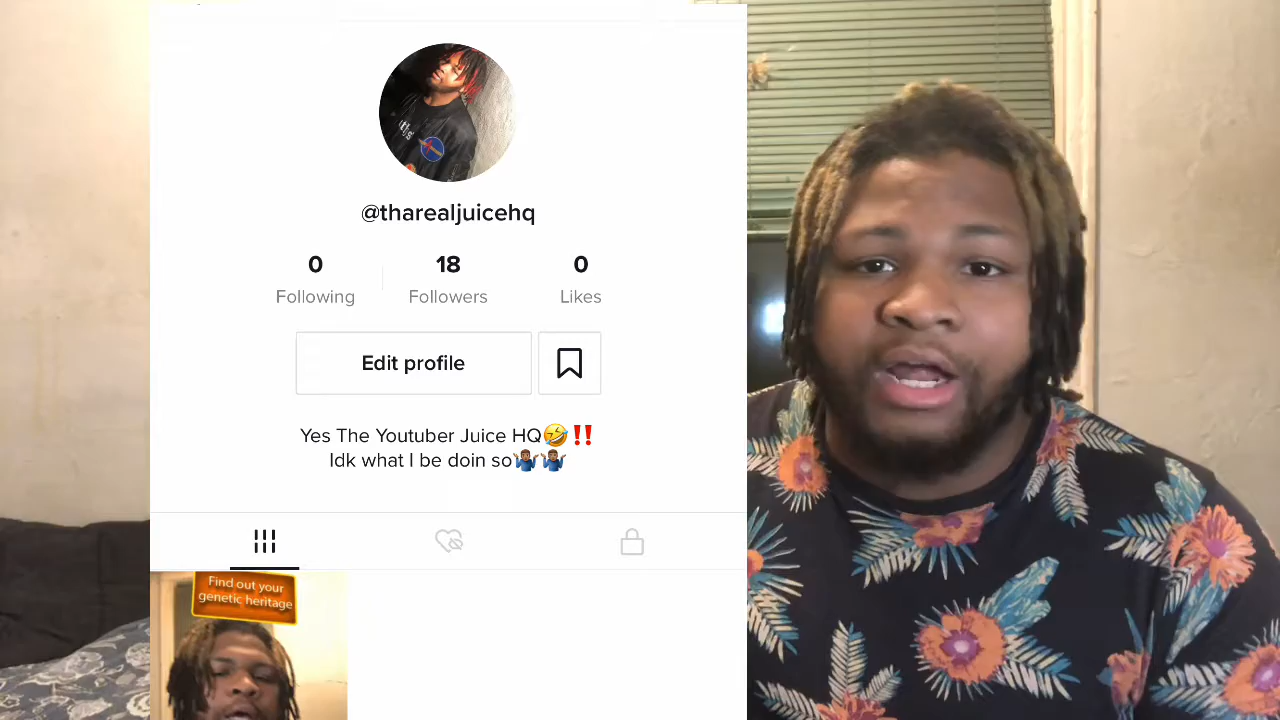 @tharealjuicehq
0 18 0
Following Followers Likes
Edit profile
Yes The Youtuber Juice HQ🤣‼️
Idk what I be doin so🤷🏾‍♂️🤷🏾‍♂️
Find out your
genetic heritage